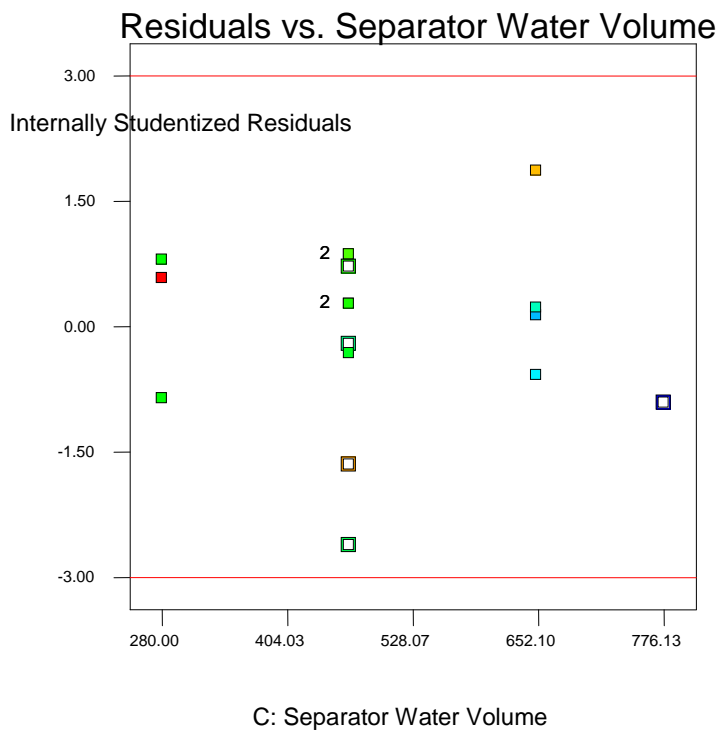 Residuals vs. Separator Water Volume
3.00
Internally Studentized Residuals
1.50
2
2
0.00
-1.50
-3.00
280.00 404.03 528.07 652.10 776.13
C: Separator Water Volume